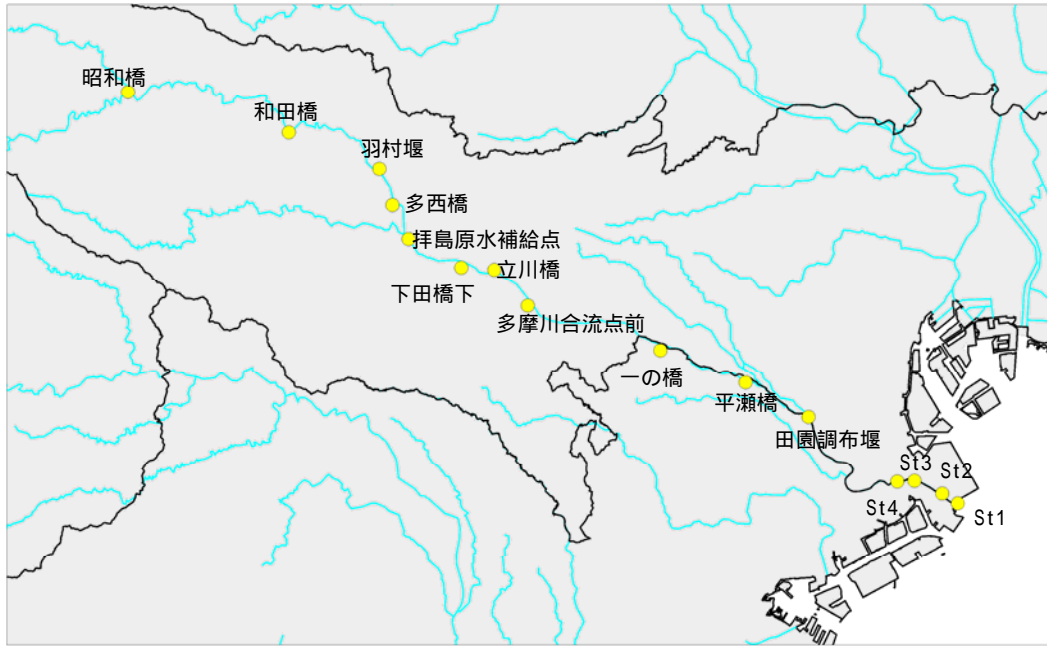 昭和橋
和田橋
羽村堰
多西橋
拝島原水補給点
下田橋下
立川橋
多摩川合流点前
一の橋
平瀬橋
田園調布堰
St3
St2
St4
St1